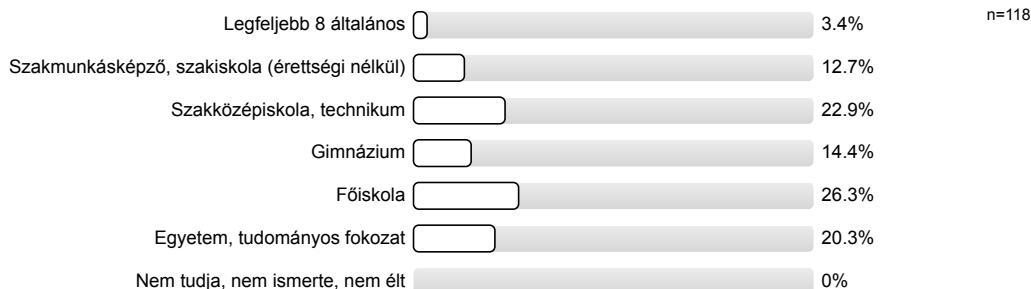 Legfeljebb 8 általános 3.4% n=118
Szakmunkásképző, szakiskola (érettségi nélkül) 12.7%
Szakközépiskola, technikum 22.9%
Gimnázium 14.4%
Főiskola 26.3%
Egyetem, tudományos fokozat 20.3%
Nem tudja, nem ismerte, nem élt 0%